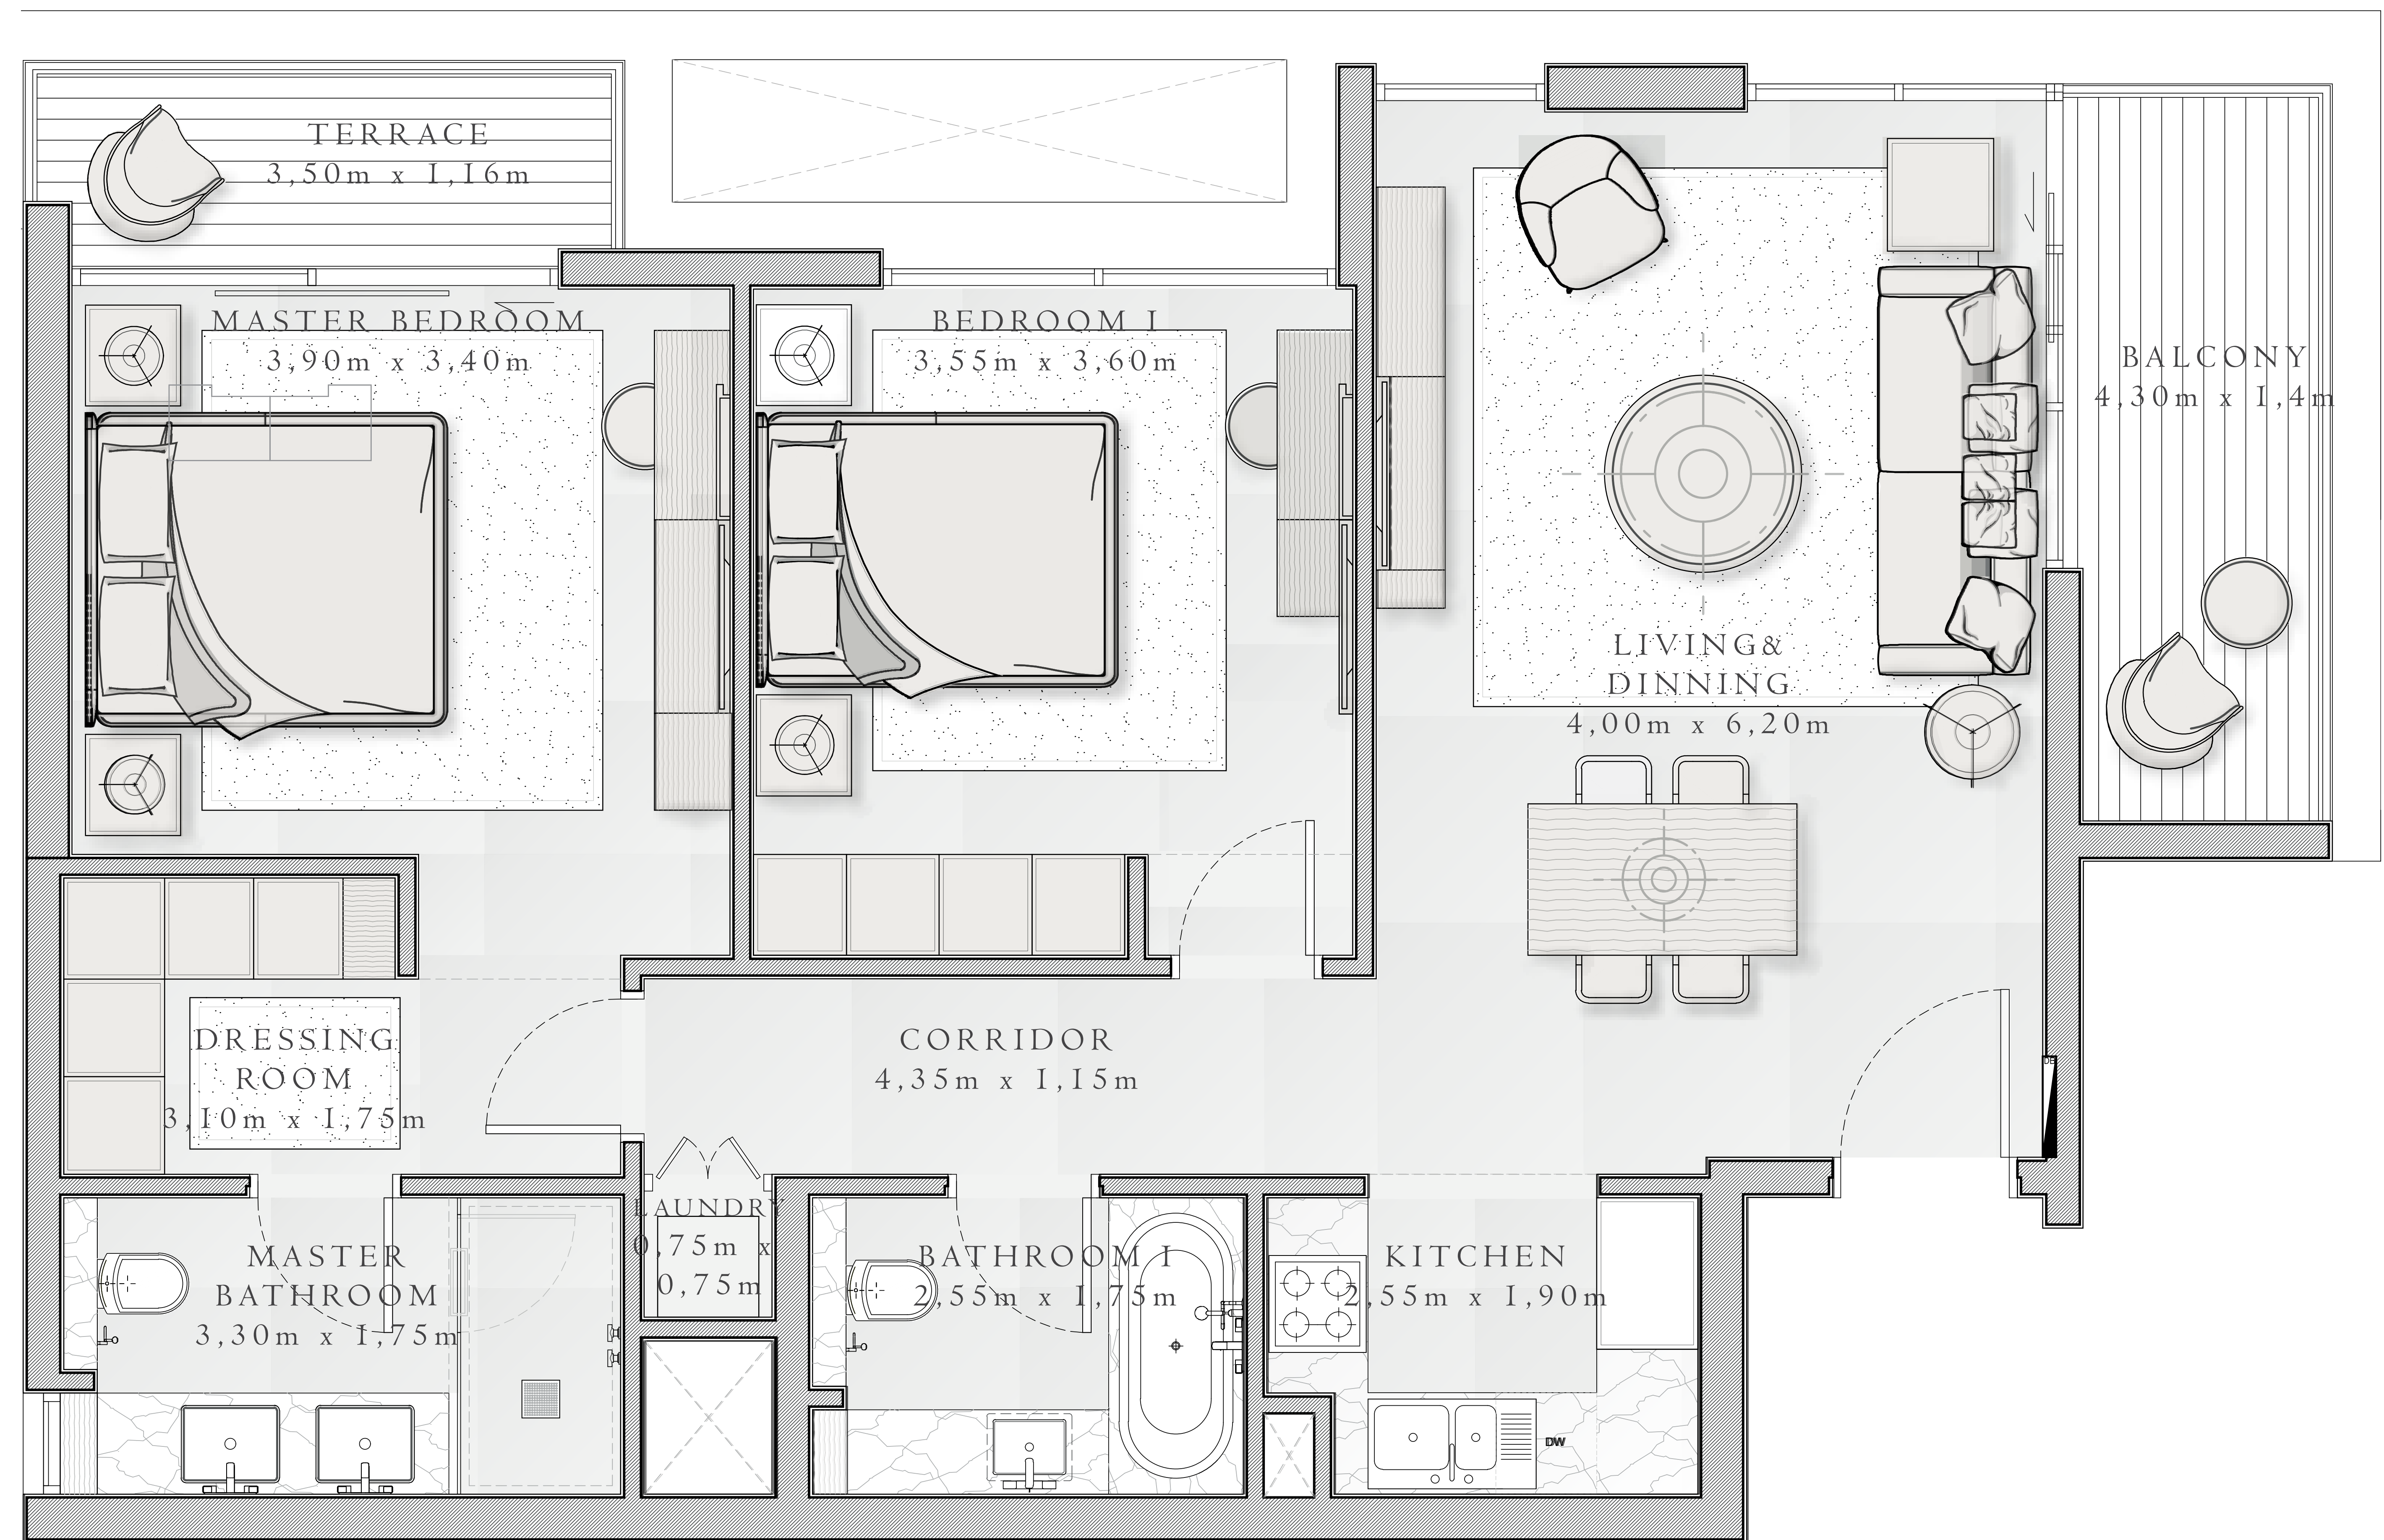 TERRACE
3,50m x 1,16m
MASTER BEDROOM
3,90m x 3,40m
BEDROOM 1
3,55m x 3,60m
BALCONY
4,30m x 1,4m
LIVING&
DINNING
4,00m x 6,20m
DRESSING
ROOM
3,10m x 1,75m
CORRIDOR
4,35m x 1,15m
LAUNDRY
0,75m x
0,75m
MASTER
BATHROOM
3,30m x 1,75m
BATHROOM 1
2,55m x 1,75m
KITCHEN
2,55m x 1,90m
DW